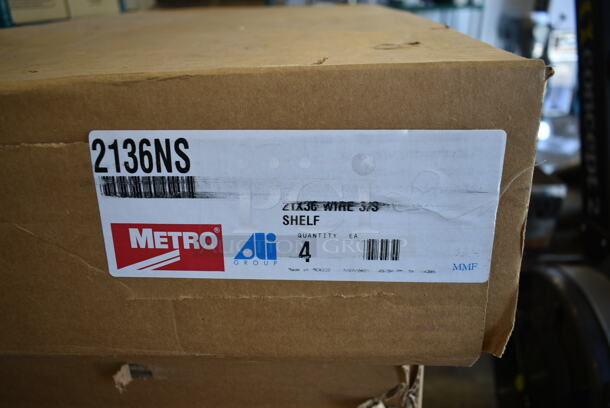 2136NS
21X36 WIRE S/S
SHELF
QUANTITY EA
4
METRO®
Ali
GROUP
MMF